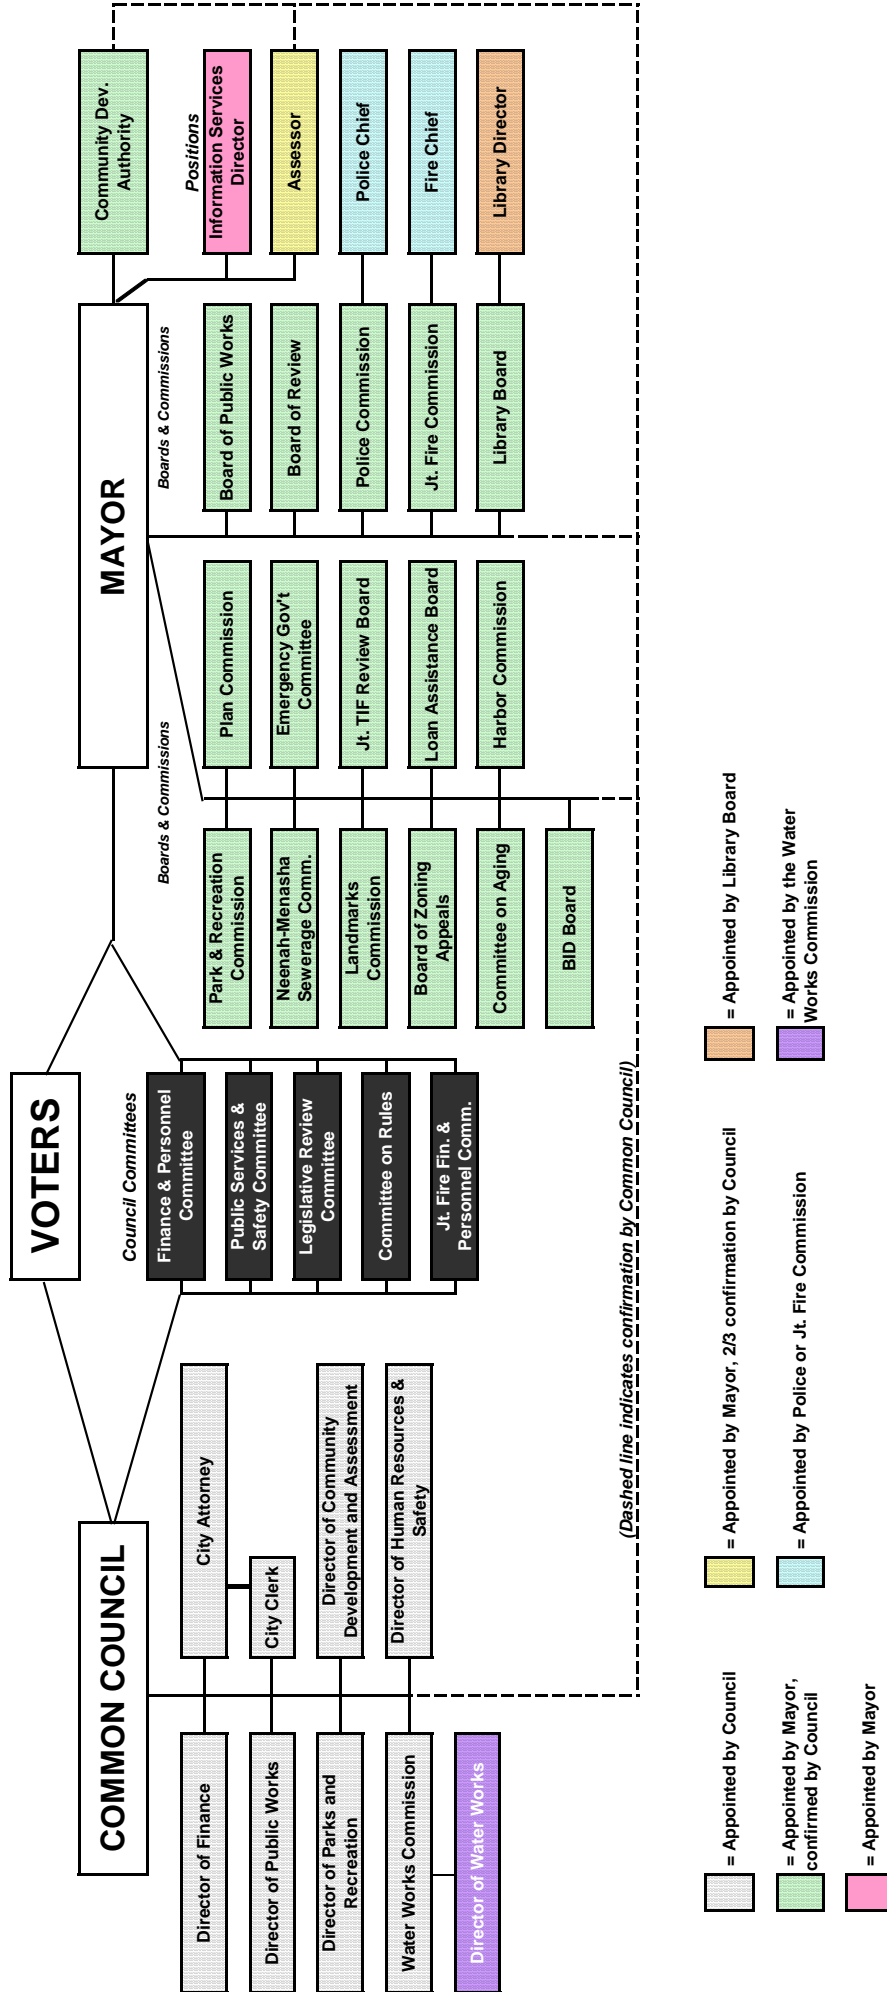 VOTERS
COMMON COUNCIL
MAYOR
Director of Finance
Director of Public Works
Director of Parks and
Recreation
Water Works Commission
Director of Water Works
City Attorney
City Clerk
Director of Community
Development and Assessment
Director of Human Resources &
Safety
Council Committees
Finance & Personnel
Committee
Public Services &
Safety Committee
Legislative Review
Committee
Committee on Rules
Jt. Fire Fin. &
Personnel Comm.
Boards & Commissions
Park & Recreation
Commission
Neenah-Menasha
Sewerage Comm.
Landmarks
Commission
Board of Zoning
Appeals
Committee on Aging
BID Board
Plan Commission
Emergency Gov't
Committee
Jt. TIF Review Board
Loan Assistance Board
Harbor Commission
Boards & Commissions
Board of Public Works
Board of Review
Police Commission
Jt. Fire Commission
Library Board
Community Dev.
Authority
Positions
Information Services
Director
Assessor
Police Chief
Fire Chief
Library Director
(Dashed line indicates confirmation by Common Council)
= Appointed by Council
= Appointed by Mayor,
confirmed by Council
= Appointed by Mayor
= Appointed by Mayor, 2/3 confirmation by Council
= Appointed by Police or Jt. Fire Commission
= Appointed by Library Board
= Appointed by the Water
Works Commission